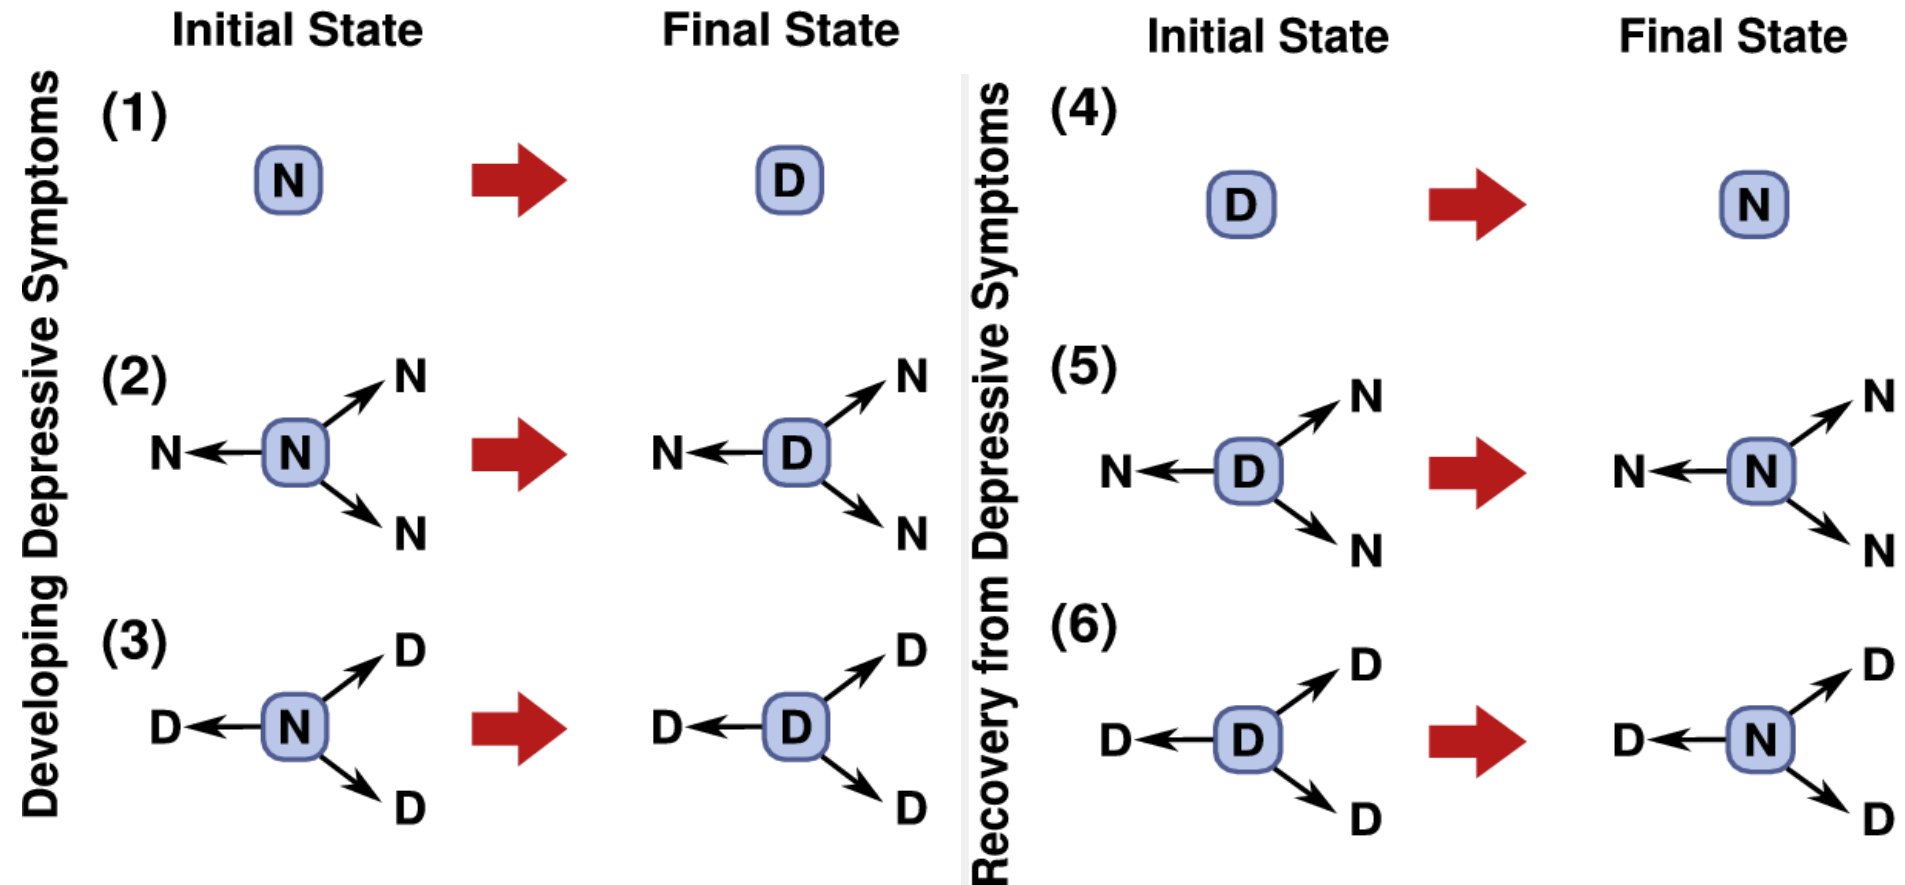 Initial State
Final State
Developing Depressive Symptoms
(1)
N
D
(2)
N
N
N
N
N
D
N
N
(3)
D
D
N
D
D
D
D
D
Initial State
Final State
Recovery from Depressive Symptoms
(4)
D
N
(5)
N
N
D
N
N
N
N
N
(6)
D
D
D
D
D
D
N
D